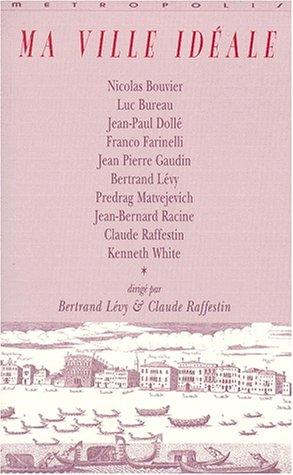 METROPOLIS
MA VILLE IDÉALE
Nicolas Bouvier
Luc Bureau
Jean-Paul Dollé
Franco Farinelli
Jean Pierre Gaudin
Bertrand Lévy
Predrag Matvejevich
Jean-Bernard Racine
Claude Raffestin
Kenneth White
*
dirigé par
Bertrand Lévy & Claude Raffestin